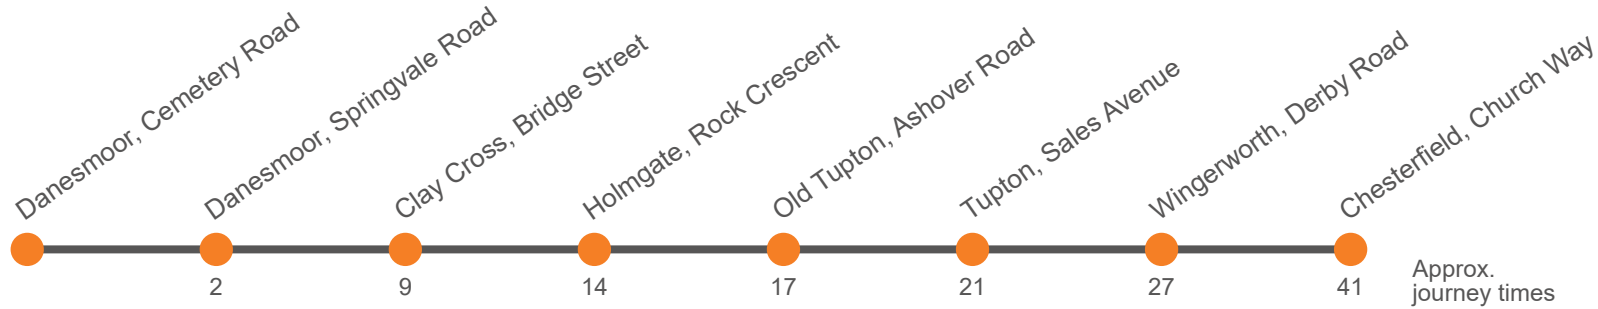 Danesmoor, Cemetery Road
Danesmoor, Springvale Road
Clay Cross, Bridge Street
Holmgate, Rock Crescent
Old Tupton, Ashover Road
Tupton, Sales Avenue
Wingerworth, Derby Road
Chesterfield, Church Way
2
9
14
17
21
27
41
Approx.
journey times